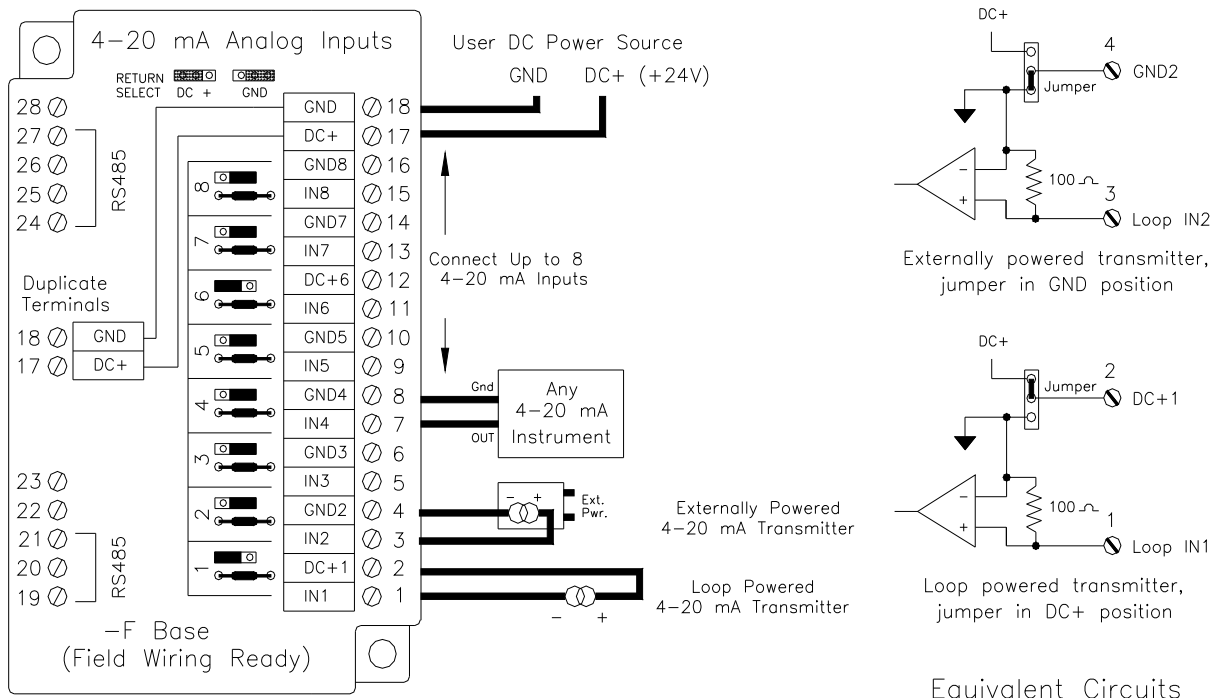 4-20 mA Analog Inputs
RETURN
SELECT
DC +
GND
28
27
26
25
24
RS485
Duplicate
Terminals
18 GND
17 DC+
23
22
21
20
19
RS485
GND 18
DC+ 17
8
GND8 16
IN8 15
7
GND7 14
IN7 13
6
DC+6 12
IN6 11
5
GND5 10
IN5 9
4
GND4 8
IN4 7
3
GND3 6
IN3 5
2
GND2 4
IN2 3
1
DC+1 2
IN1 1
-F Base
(Field Wiring Ready)
User DC Power Source
GND
DC+ (+24V)
Connect Up to 8
4-20 mA Inputs
Gnd
OUT
Any
4-20 mA
Instrument
- +
Ext.
Pwr.
Externally Powered
4-20 mA Transmitter
- +
Loop Powered
4-20 mA Transmitter
DC+
4
GND2
Jumper
-
+
100 Ω
3
Loop IN2
Externally powered transmitter,
jumper in GND position
DC+
2
Jumper
DC+1
-
+
100 Ω
1
Loop IN1
Loop powered transmitter,
jumper in DC+ position
Equivalent Circuits